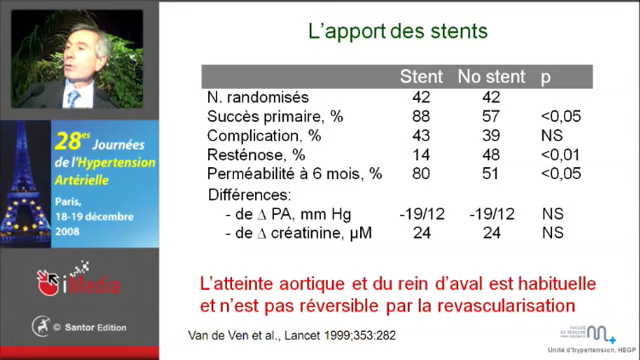 L'apport des stents
Stent No stent p
N. randomisés 42 42
Succès primaire, % 88 57 <0,05
Complication, % 43 39 NS
Resténose, % 14 48 <0,01
Perméabilité à 6 mois, % 80 51 <0,05
Différences:
- de Δ PA, mm Hg -19/12 -19/12 NS
- de Δ créatinine, µM 24 24 NS
L'atteinte aortique et du rein d'aval est habituelle
et n'est pas réversible par la revascularisation
Van de Ven et al., Lancet 1999;353:282
28es Journées
de l'Hypertension
Artérielle
Paris,
18-19 décembre
2008
iMedia
© Santor Edition
FACULTÉ
DE MÉDECINE
Unité d'hypertension, HEGP